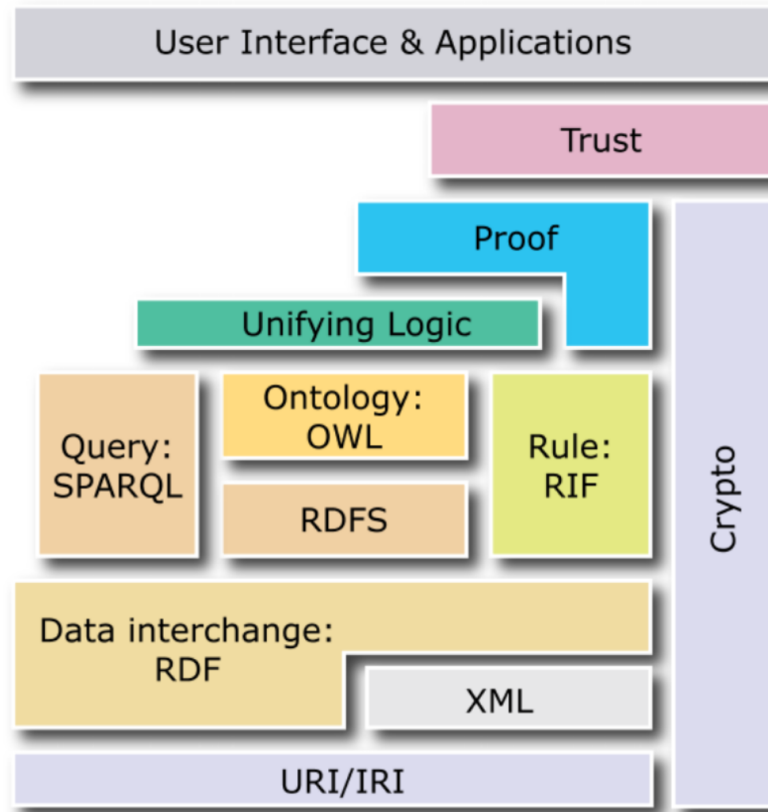 User Interface & Applications
Trust
Proof
Unifying Logic
Query:
SPARQL
Ontology:
OWL
RDFS
Rule:
RIF
Crypto
Data interchange:
RDF
XML
URI/IRI